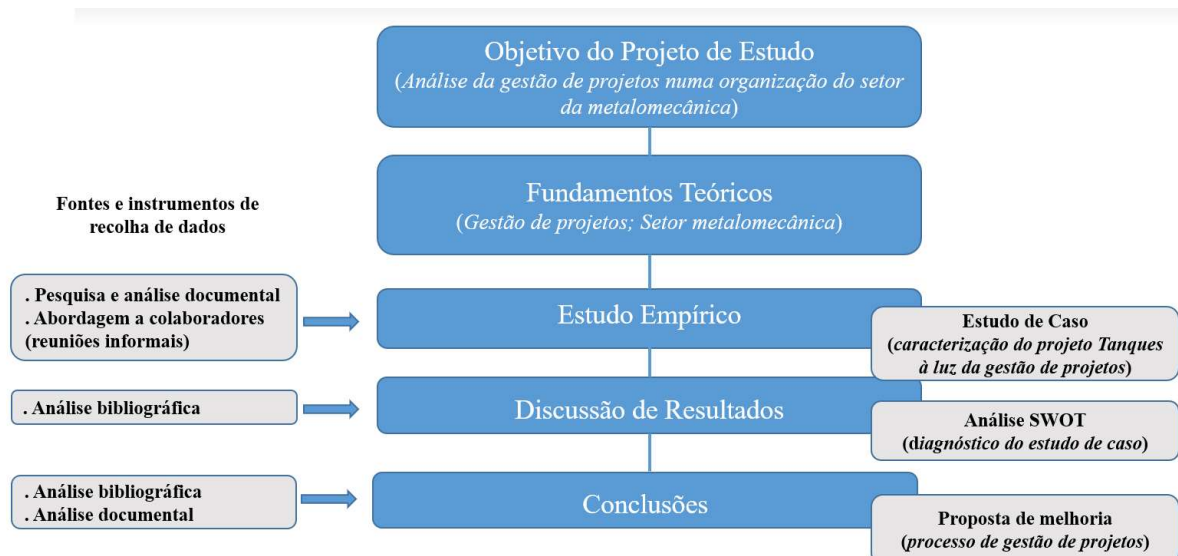 Objetivo do Projeto de Estudo
(Análise da gestão de projetos numa organização do setor
da metalomecânica)
Fundamentos Teóricos
(Gestão de projetos; Setor metalomecânica)
Fontes e instrumentos de
recolha de dados
. Pesquisa e análise documental
. Abordagem a colaboradores
(reuniões informais)
Estudo Empírico
Estudo de Caso
(caracterização do projeto Tanques
à luz da gestão de projetos)
. Análise bibliográfica
Discussão de Resultados
Análise SWOT
(diagnóstico do estudo de caso)
. Análise bibliográfica
. Análise documental
Conclusões
Proposta de melhoria
(processo de gestão de projetos)